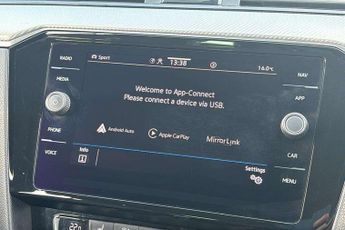 RADIO
MEDIA
PHONE
VOICE
Sport
13:38
16.0°C
Welcome to App-Connect
Please connect a device via USB.
Android Auto
Apple CarPlay
MirrorLink
Info
Settings
NAV
APP
CAR
MENU